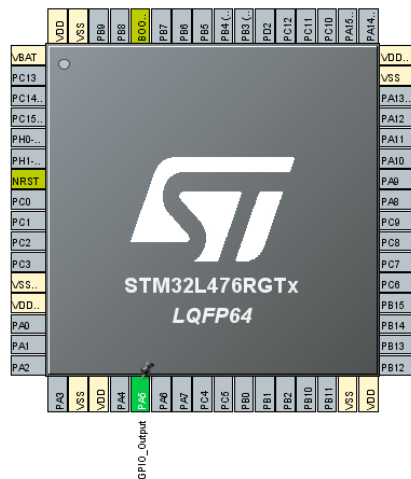 VDD
VSS
PB9
PB8
BOO..
PB7
PB6
PB5
PB4 (..
PB3 (..
PD2
PC12
PC11
PC10
PA15..
PA14..
VBAT
PC13
PC14..
PC15..
PH0-..
PH1-..
NRST
PC0
PC1
PC2
PC3
VSS..
VDD..
PA0
PA1
PA2
STM32L476RGTx
LQFP64
VDD..
VSS
PA13..
PA12
PA11
PA10
PA9
PA8
PC9
PC8
PC7
PC6
PB15
PB14
PB13
PB12
PA3
VSS
VDD
PA4
PA5
PA6
PA7
PC4
PC5
PB0
PB1
PB2
PB10
PB11
VSS
VDD
GPIO_Output